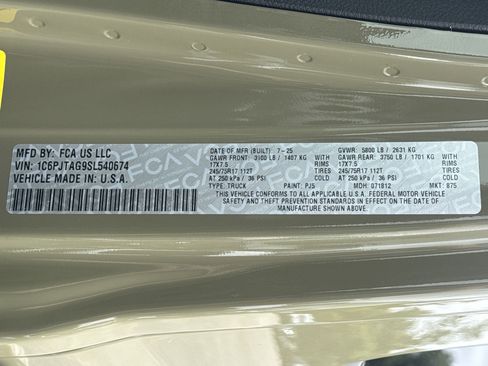 MFD BY: FCA US LLC
VIN: 1C6PJTAG9SL540674
VEHICLE MADE IN: U.S.A.
DATE OF MFR (BUILT): 7-25 GVWR: 5800 LB / 2631 KG
GAWR FRONT: 3100 LB / 1407 KG GAWR REAR: 3750 LB / 1701 KG
17X7.5 RIMS 17X7.5 RIMS
245/75R17 112T TIRES 245/75R17 112T TIRES
AT 250 kPa / 36 PSI COLD AT 250 kPa / 36 PSI COLD
TYPE: TRUCK PAINT: PJ5 MDH: 071812 MKT: 875
THIS VEHICLE CONFORMS TO ALL APPLICABLE U.S.A. FEDERAL MOTOR VEHICLE
SAFETY AND THEFT PREVENTION STANDARDS IN EFFECT ON THE DATE OF
MANUFACTURE SHOWN ABOVE.